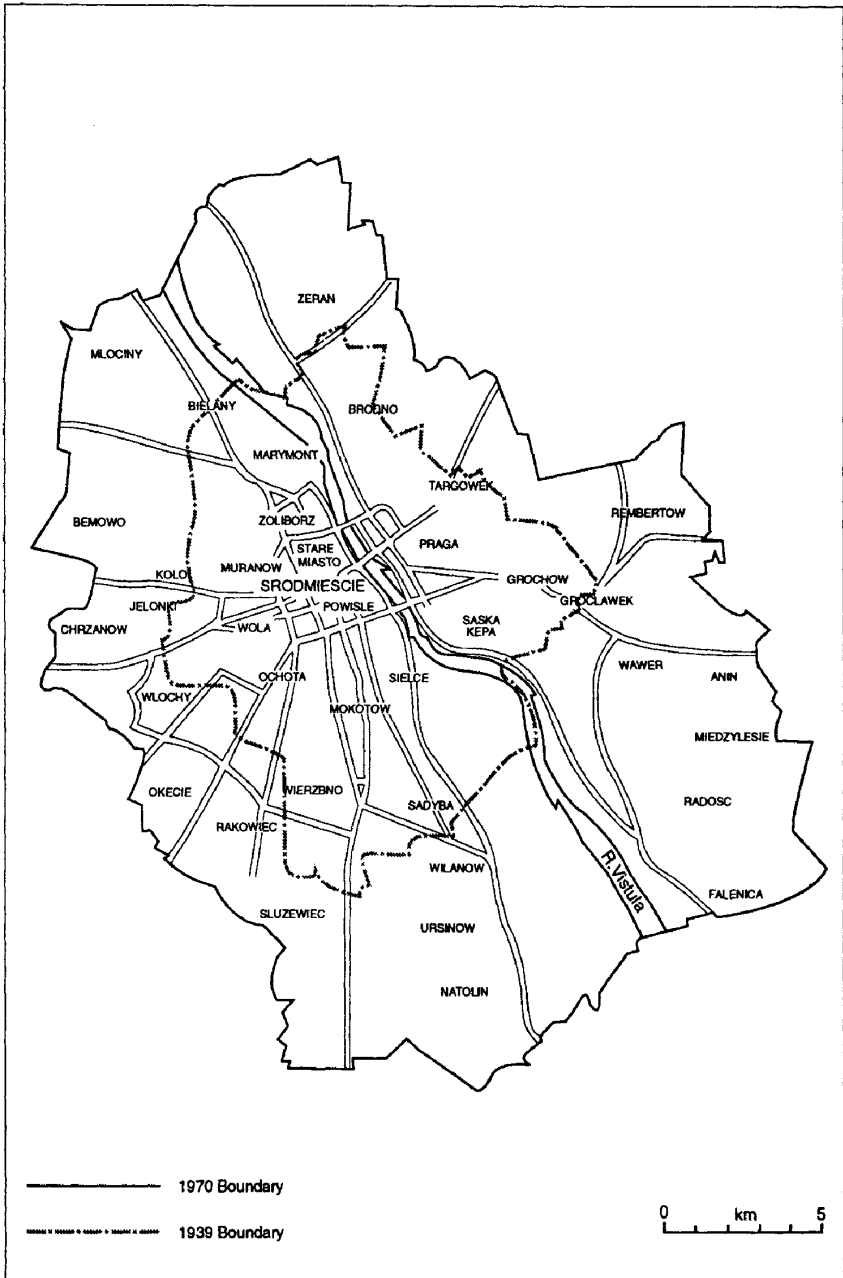 ZERAN
MLOCINY
BIELANY
BRODNO
MARYMONT
TARGOWEK
REMBERTOW
BEMOWO
ZOLIBORZ
STARE
MIASTO
PRAGA
MURANOW
KOLO
SRODMIESCIE
GROCHOW
JELONKI
POWISLE
GROCLAWEK
CHRZANOW
WOLA
SASKA
KEPA
WAWER
ANIN
OCHOTA
SIELCE
WLOCHY
MOKOTOW
MIEDZYLESIE
OKECIE
WIERZBNO
SADYBA
RADOSC
RAKOWIEC
WILANOW
R.Vistula
FALENICA
SLUZEWIEC
URSINOW
NATOLIN
1970 Boundary
1939 Boundary
0 km 5